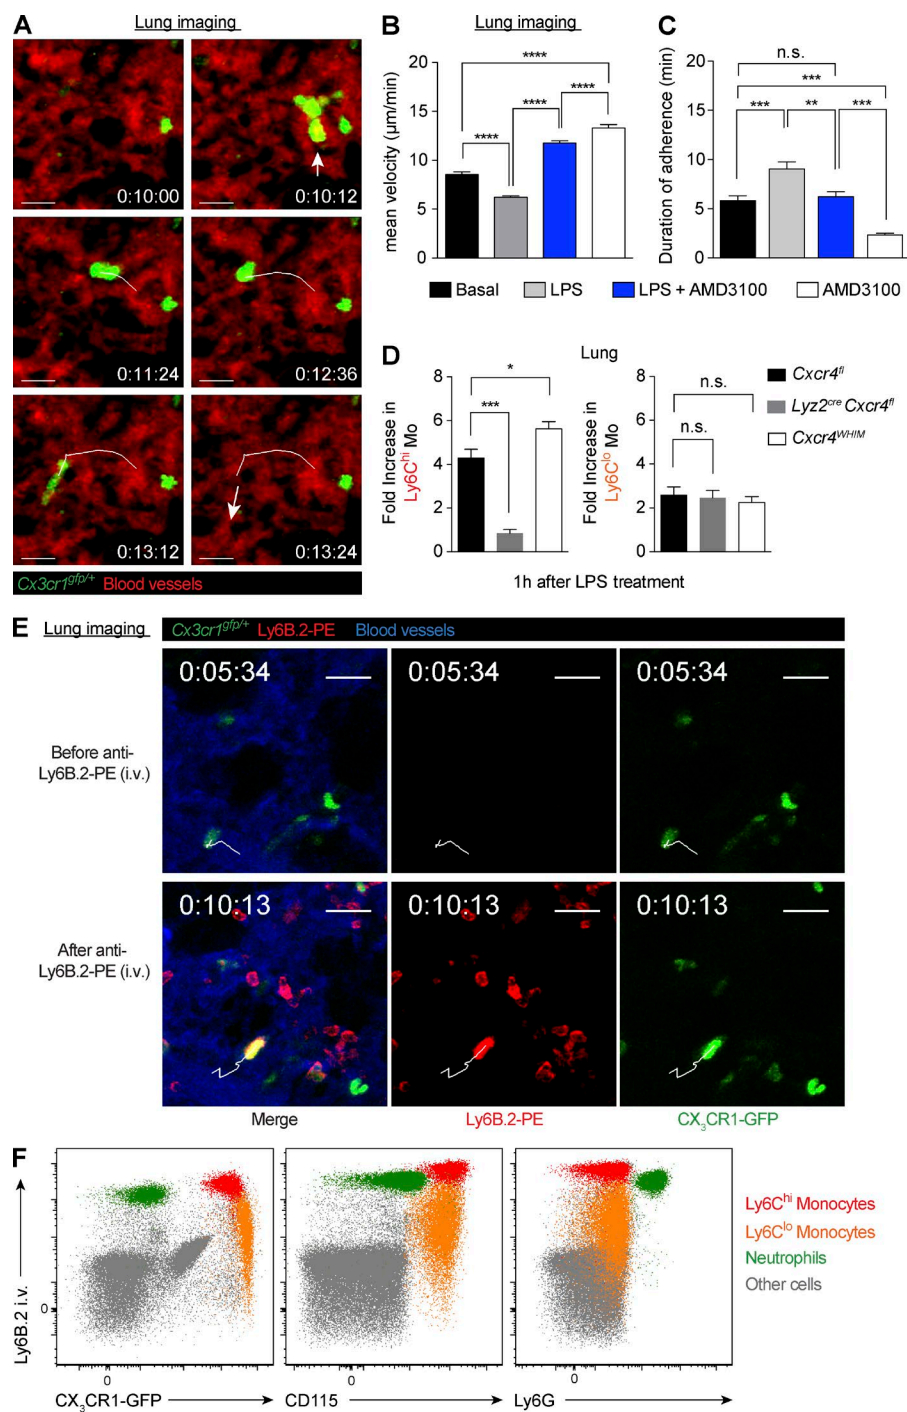 A
Lung imaging
0:10:00
0:10:12
0:11:24
0:12:36
0:13:12
0:13:24
Cx3cr1gfp/+ Blood vessels
B
Lung imaging
mean velocity (µm/min)
20
15
10
5
0
****
****
****
****
C
Duration of adherence (min)
20
15
10
5
0
n.s.
***
***
**
***
Basal
LPS
LPS + AMD3100
AMD3100
D
Lung
Fold Increase in
Ly6Chi Mo
8
6
4
2
0
*
***
Fold Increase in
Ly6Clo Mo
8
6
4
2
0
n.s.
n.s.
Cxcr4fl
Lyz2cre Cxcr4fl
Cxcr4WHIM
1h after LPS treatment
E
Lung imaging
Cx3cr1gfp/+ Ly6B.2-PE Blood vessels
Before anti-
Ly6B.2-PE (i.v.)
0:05:34
0:05:34
0:05:34
After anti-
Ly6B.2-PE (i.v.)
0:10:13
0:10:13
0:10:13
Merge
Ly6B.2-PE
CX3CR1-GFP
F
Ly6B.2 i.v.
0
0
0
0
CX3CR1-GFP
CD115
Ly6G
Ly6Chi Monocytes
Ly6Clo Monocytes
Neutrophils
Other cells